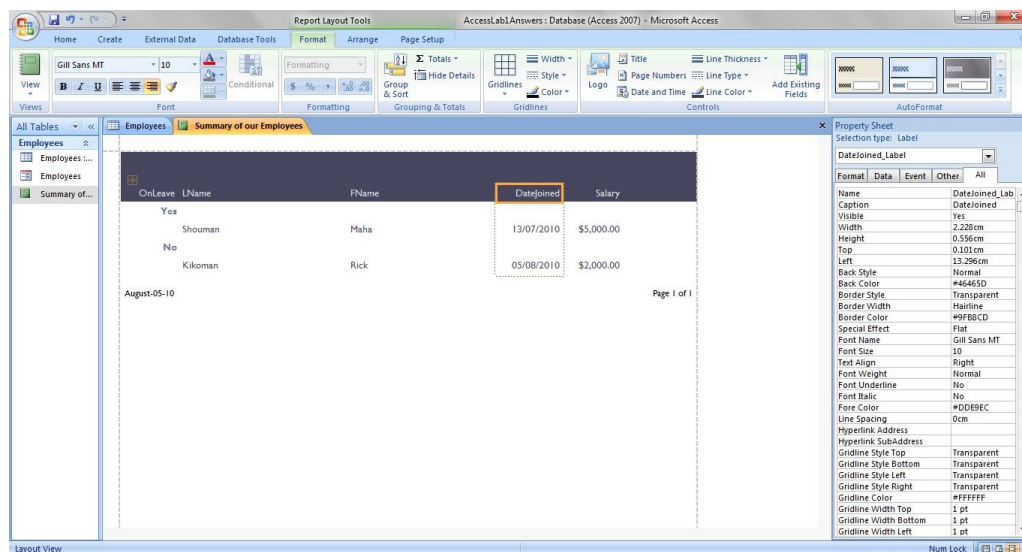 Report Layout Tools
AccessLab1Answers : Database (Access 2007) - Microsoft Access
Home Create External Data Database Tools Format Arrange Page Setup
View
Views
Gill Sans MT 10
B I U A
Conditional
Font
Formatting
$ % ,
Formatting
Group & Sort
Σ Totals
Hide Details
Grouping & Totals
Gridlines
Width
Style
Color
Gridlines
Logo
Title
Page Numbers
Date and Time
Line Thickness
Line Type
Line Color
Add Existing Fields
Controls
AutoFormat
All Tables «
Employees
Employees :...
Employees
Summary of...
Employees Summary of our Employees
OnLeave LName FName DateJoined Salary
Yes
Shouman Maha 13/07/2010 $5,000.00
No
Kikoman Rick 05/08/2010 $2,000.00
August-05-10 Page 1 of 1
Property Sheet
Selection type: Label
DateJoined_Label
Format Data Event Other All
Name DateJoined_Lab
Caption DateJoined
Visible Yes
Width 2.228cm
Height 0.556cm
Top 0.101cm
Left 13.296cm
Back Style Normal
Back Color #46465D
Border Style Transparent
Border Width Hairline
Border Color #9FB8CD
Special Effect Flat
Font Name Gill Sans MT
Font Size 10
Text Align Right
Font Weight Normal
Font Underline No
Font Italic No
Fore Color #DDE9EC
Line Spacing 0cm
Hyperlink Address
Hyperlink SubAddress
Gridline Style Top Transparent
Gridline Style Bottom Transparent
Gridline Style Left Transparent
Gridline Style Right Transparent
Gridline Color #FFFFFF
Gridline Width Top 1 pt
Gridline Width Bottom 1 pt
Gridline Width Left 1 pt
Layout View Num Lock